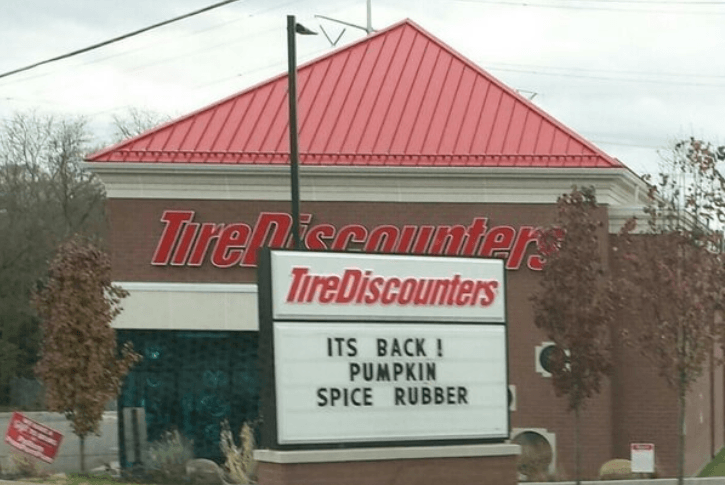 TireDiscounters
TireDiscounters
ITS BACK !
PUMPKIN
SPICE RUBBER